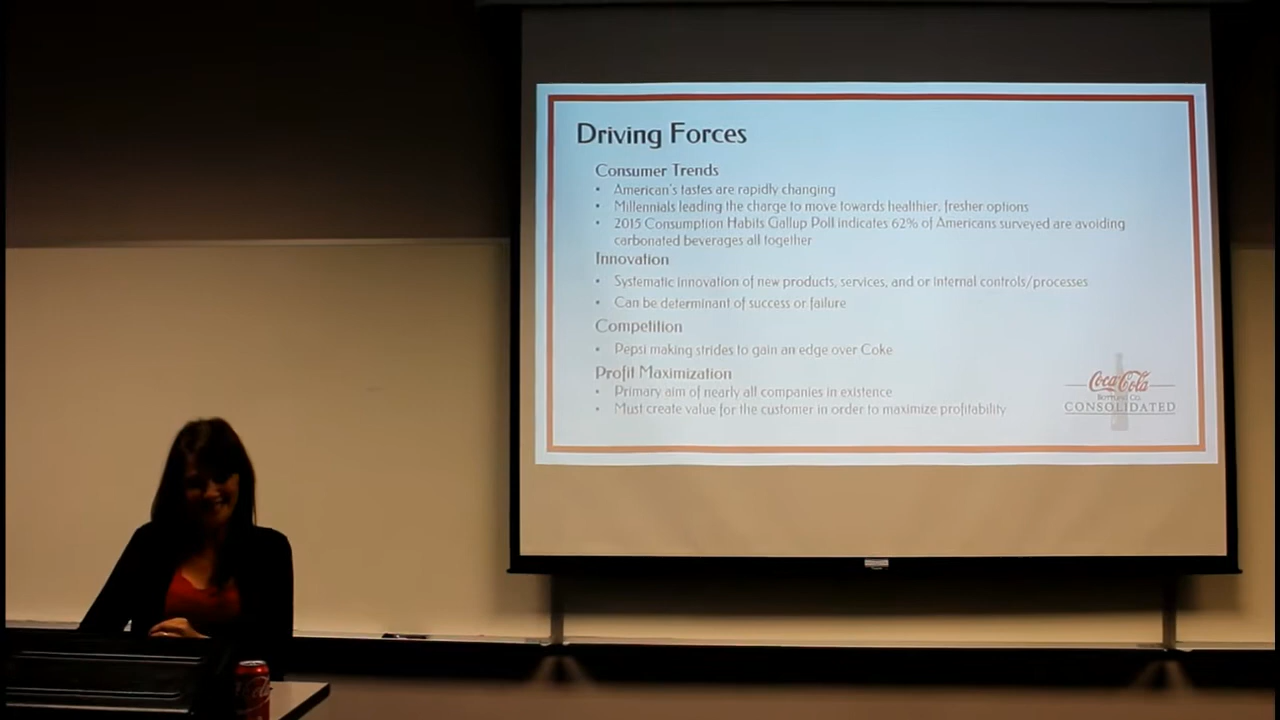 Driving Forces
Consumer Trends
• American's tastes are rapidly changing
• Millennials leading the charge to move towards healthier, fresher options
• 2015 Consumption Habits Gallup Poll indicates 62% of Americans surveyed are avoiding
carbonated beverages all together
Innovation
• Systematic innovation of new products, services, and or internal controls/processes
• Can be determinant of success or failure
Competition
• Pepsi making strides to gain an edge over Coke
Profit Maximization
• Primary aim of nearly all companies in existence
• Must create value for the customer in order to maximize profitability
Coca-Cola
BOTTLING CO.
CONSOLIDATED